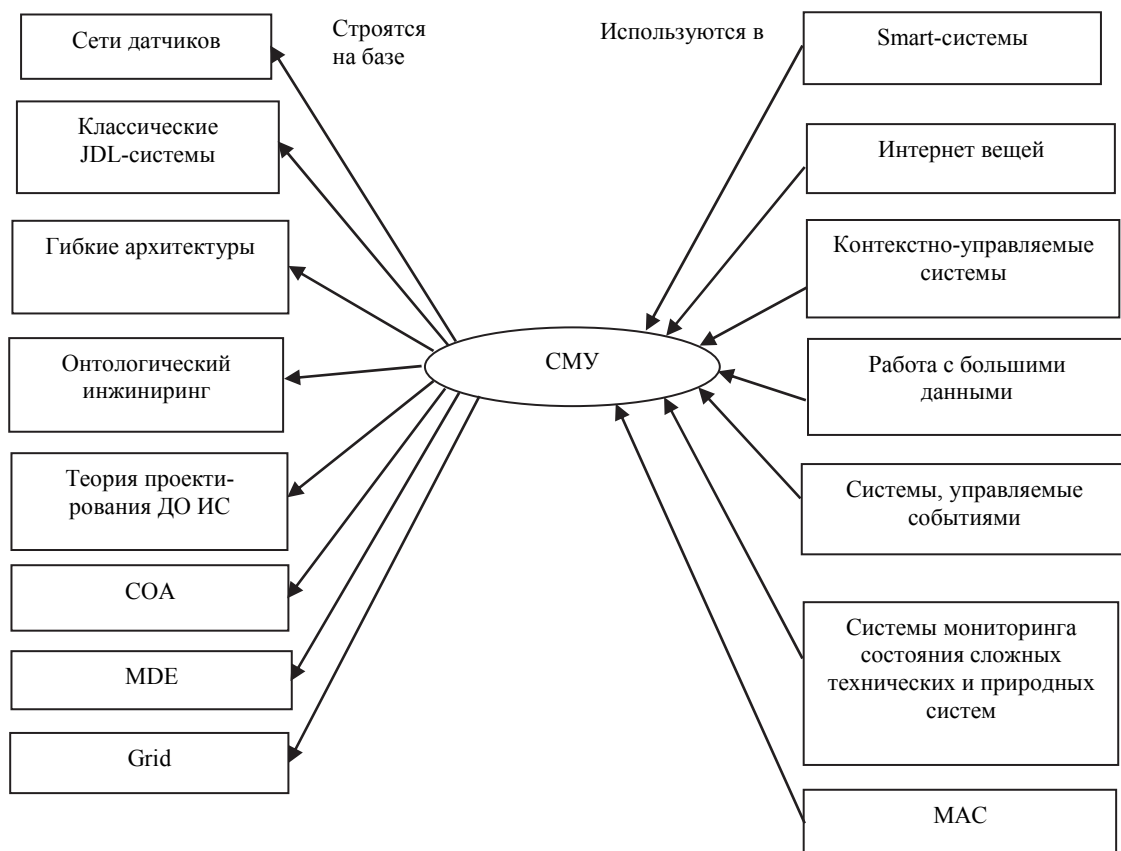 Сети датчиков
Строятся
на базе
Используются в
Smart-системы
Классические
JDL-системы
Интернет вещей
Гибкие архитектуры
Контекстно-управляемые
системы
Онтологический
инжиниринг
СМУ
Работа с большими
данными
Теория проекти-
рования ДО ИС
Системы, управляемые
событиями
СОА
MDE
Grid
Системы мониторинга
состояния сложных
технических и природных
систем
МАС